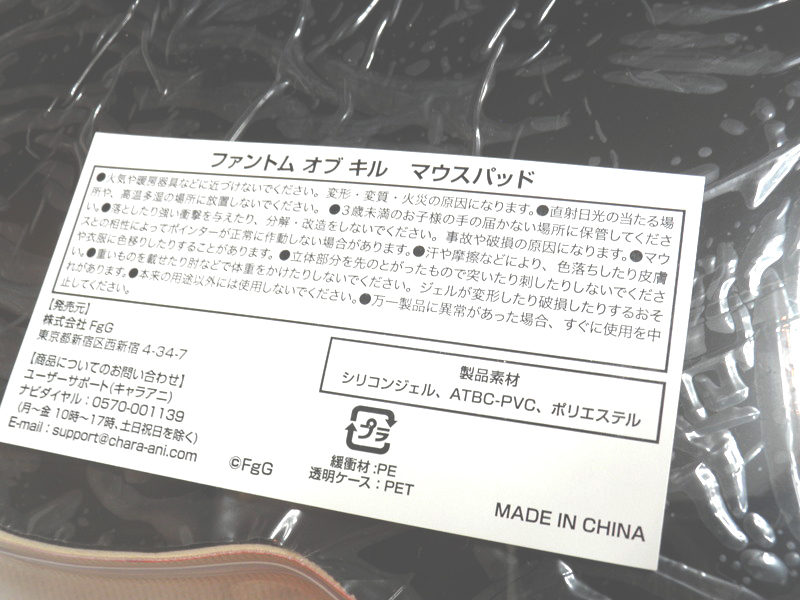 ファントム オブ キル　マウスパッド
●火気や暖房器具などに近づけないでください。変形・変質・火災の原因になります。●直射日光の当たる場
所や、高温多湿の場所に放置しないでください。●3歳未満のお子様の手の届かない場所に保管してくださ
い。●落としたり強い衝撃を与えたり、分解・改造をしないでください。事故や破損の原因になります。●マウ
スとの相性によってポインターが正常に作動しない場合があります。●汗や摩擦などにより、色落ちしたり皮膚
や衣服に色移りしたりすることがあります。●立体部分を先のとがったもので突いたり刺したりしないでくださ
い。●重いものを載せたり肘などで体重をかけたりしないでください。ジェルが変形したり破損したりするおそ
れがあります。●本来の用途以外には使用しないでください。●万一製品に異常があった場合、すぐに使用を中
止してください。
【発売元】
株式会社 FgG
東京都新宿区西新宿 4-34-7
【商品についてのお問い合わせ】
ユーザーサポート(キャラアニ)
ナビダイヤル：0570-001139
(月～金 10時～17時、土日祝日を除く)
E-mail：support@chara-ani.com
©FgG
製品素材
シリコンジェル、ATBC-PVC、ポリエステル
プラ
緩衝材：PE
透明ケース：PET
MADE IN CHINA